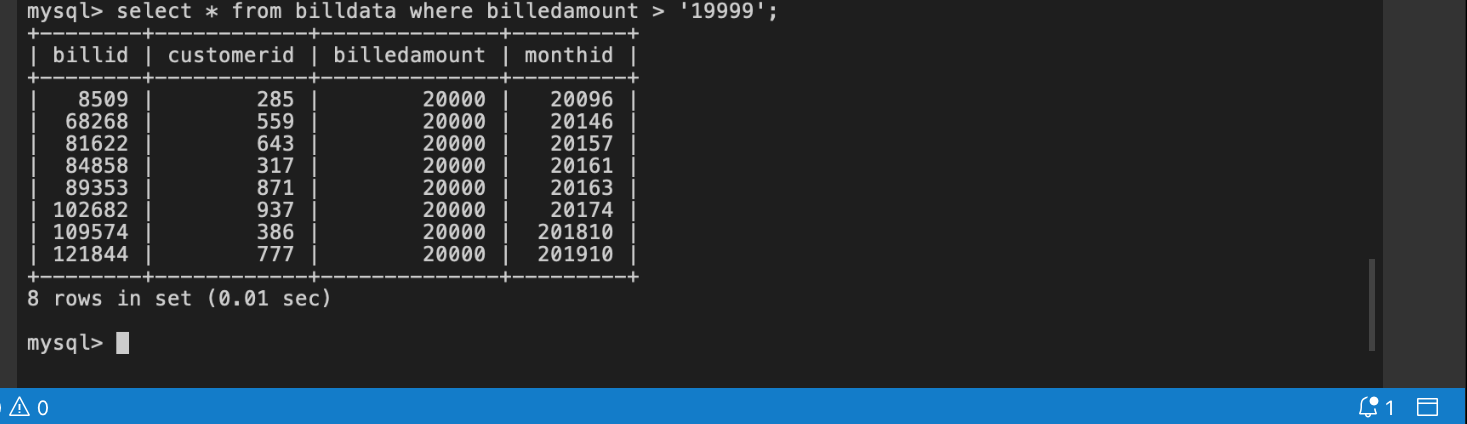 mysql> select * from billdata where billedamount > '19999';
+--------+------------+--------------+---------+
| billid | customerid | billedamount | monthid |
+--------+------------+--------------+---------+
|   8509 |        285 |        20000 |   20096 |
|  68268 |        559 |        20000 |   20146 |
|  81622 |        643 |        20000 |   20157 |
|  84858 |        317 |        20000 |   20161 |
|  89353 |        871 |        20000 |   20163 |
| 102682 |        937 |        20000 |   20174 |
| 109574 |        386 |        20000 |  201810 |
| 121844 |        777 |        20000 |  201910 |
+--------+------------+--------------+---------+
8 rows in set (0.01 sec)
mysql>
0 1